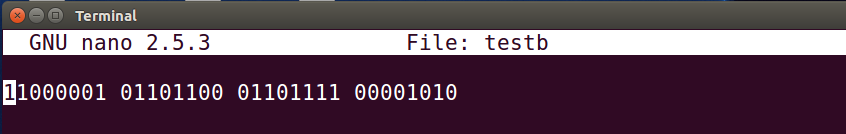 Terminal
GNU nano 2.5.3 File: testb
11000001 01101100 01101111 00001010